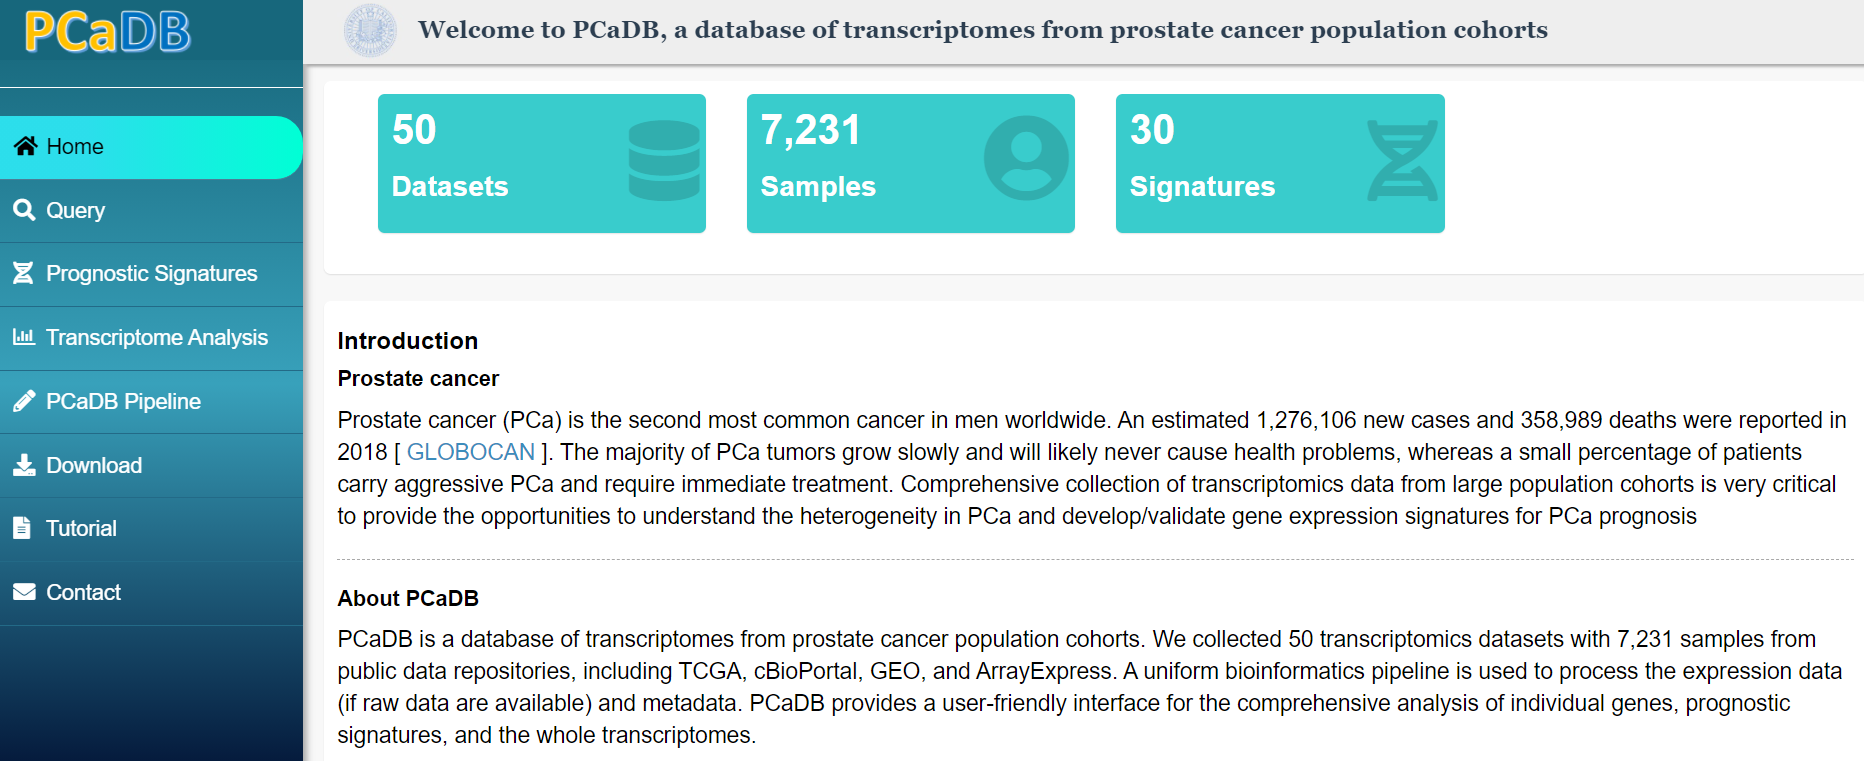 PCaDB
Welcome to PCaDB, a database of transcriptomes from prostate cancer population cohorts
Home
Query
Prognostic Signatures
Transcriptome Analysis
PCaDB Pipeline
Download
Tutorial
Contact
50
Datasets
7,231
Samples
30
Signatures
Introduction
Prostate cancer
Prostate cancer (PCa) is the second most common cancer in men worldwide. An estimated 1,276,106 new cases and 358,989 deaths were reported in
2018 [ GLOBOCAN ]. The majority of PCa tumors grow slowly and will likely never cause health problems, whereas a small percentage of patients
carry aggressive PCa and require immediate treatment. Comprehensive collection of transcriptomics data from large population cohorts is very critical
to provide the opportunities to understand the heterogeneity in PCa and develop/validate gene expression signatures for PCa prognosis
About PCaDB
PCaDB is a database of transcriptomes from prostate cancer population cohorts. We collected 50 transcriptomics datasets with 7,231 samples from
public data repositories, including TCGA, cBioPortal, GEO, and ArrayExpress. A uniform bioinformatics pipeline is used to process the expression data
(if raw data are available) and metadata. PCaDB provides a user-friendly interface for the comprehensive analysis of individual genes, prognostic
signatures, and the whole transcriptomes.